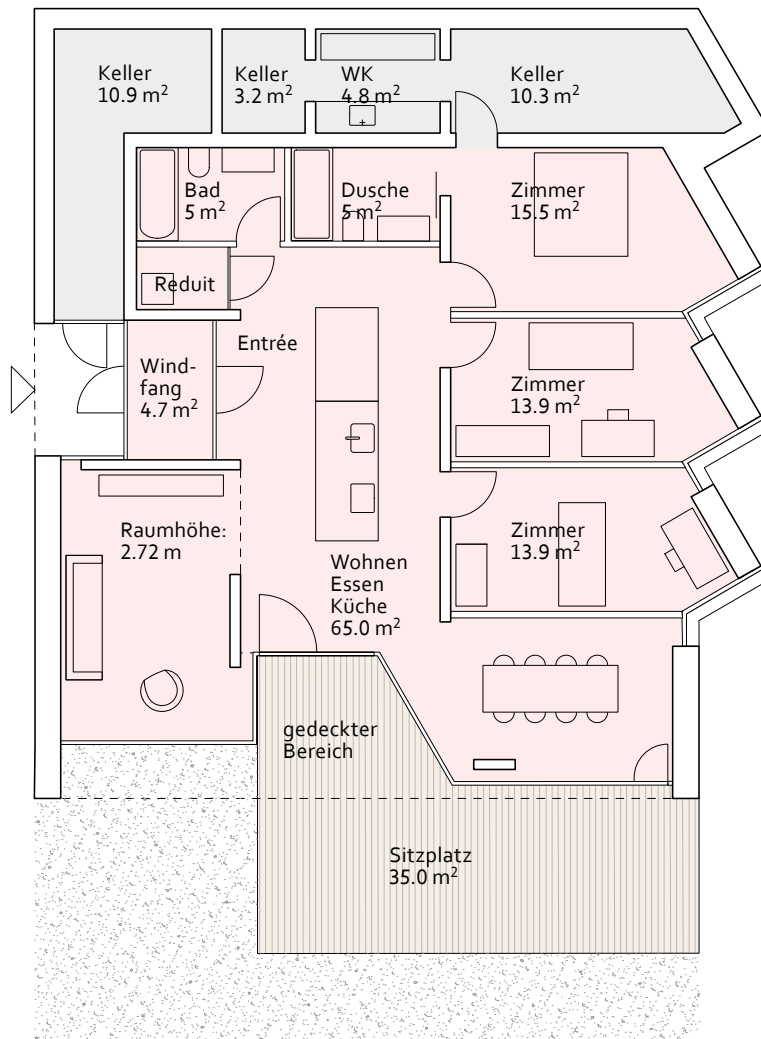 Keller
10.9 m²
Keller
3.2 m²
WK
4.8 m²
Keller
10.3 m²
Bad
5 m²
Dusche
5 m²
Zimmer
15.5 m²
Reduit
Entrée
Wind-
fang
4.7 m²
Zimmer
13.9 m²
Raumhöhe:
2.72 m
Zimmer
13.9 m²
Wohnen
Essen
Küche
65.0 m²
gedeckter
Bereich
Sitzplatz
35.0 m²